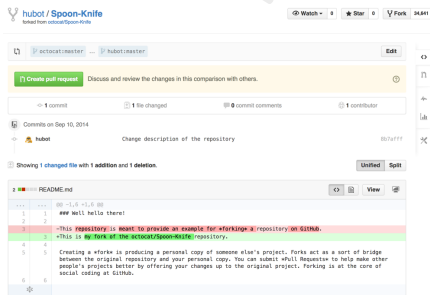 hubot / Spoon-Knife
forked from octocat/Spoon-Knife
Watch 0 Star 0 Fork 34,641
octocat:master ... hubot:master Edit
Create pull request Discuss and review the changes in this comparison with others.
1 commit 1 file changed 0 commit comments 1 contributor
Commits on Sep 10, 2014
hubot Change description of the repository
Showing 1 changed file with 1 addition and 1 deletion. Unified Split
2 README.md View
... ... @@ -1,6 +1,6 @@
1 1 ### Well hello there!
2 2
3 -This repository is meant to provide an example for *forking* a repository on GitHub.
3 +This is my fork of the octocat/Spoon-Knife repository.
4 4
5 5 Creating a *fork* is producing a personal copy of someone else's project. Forks act as a sort of bridge
between the original repository and your personal copy. You can submit *Pull Requests* to help make other
people's projects better by offering your changes up to the original project. Forking is at the core of
social coding at GitHub.
6 6